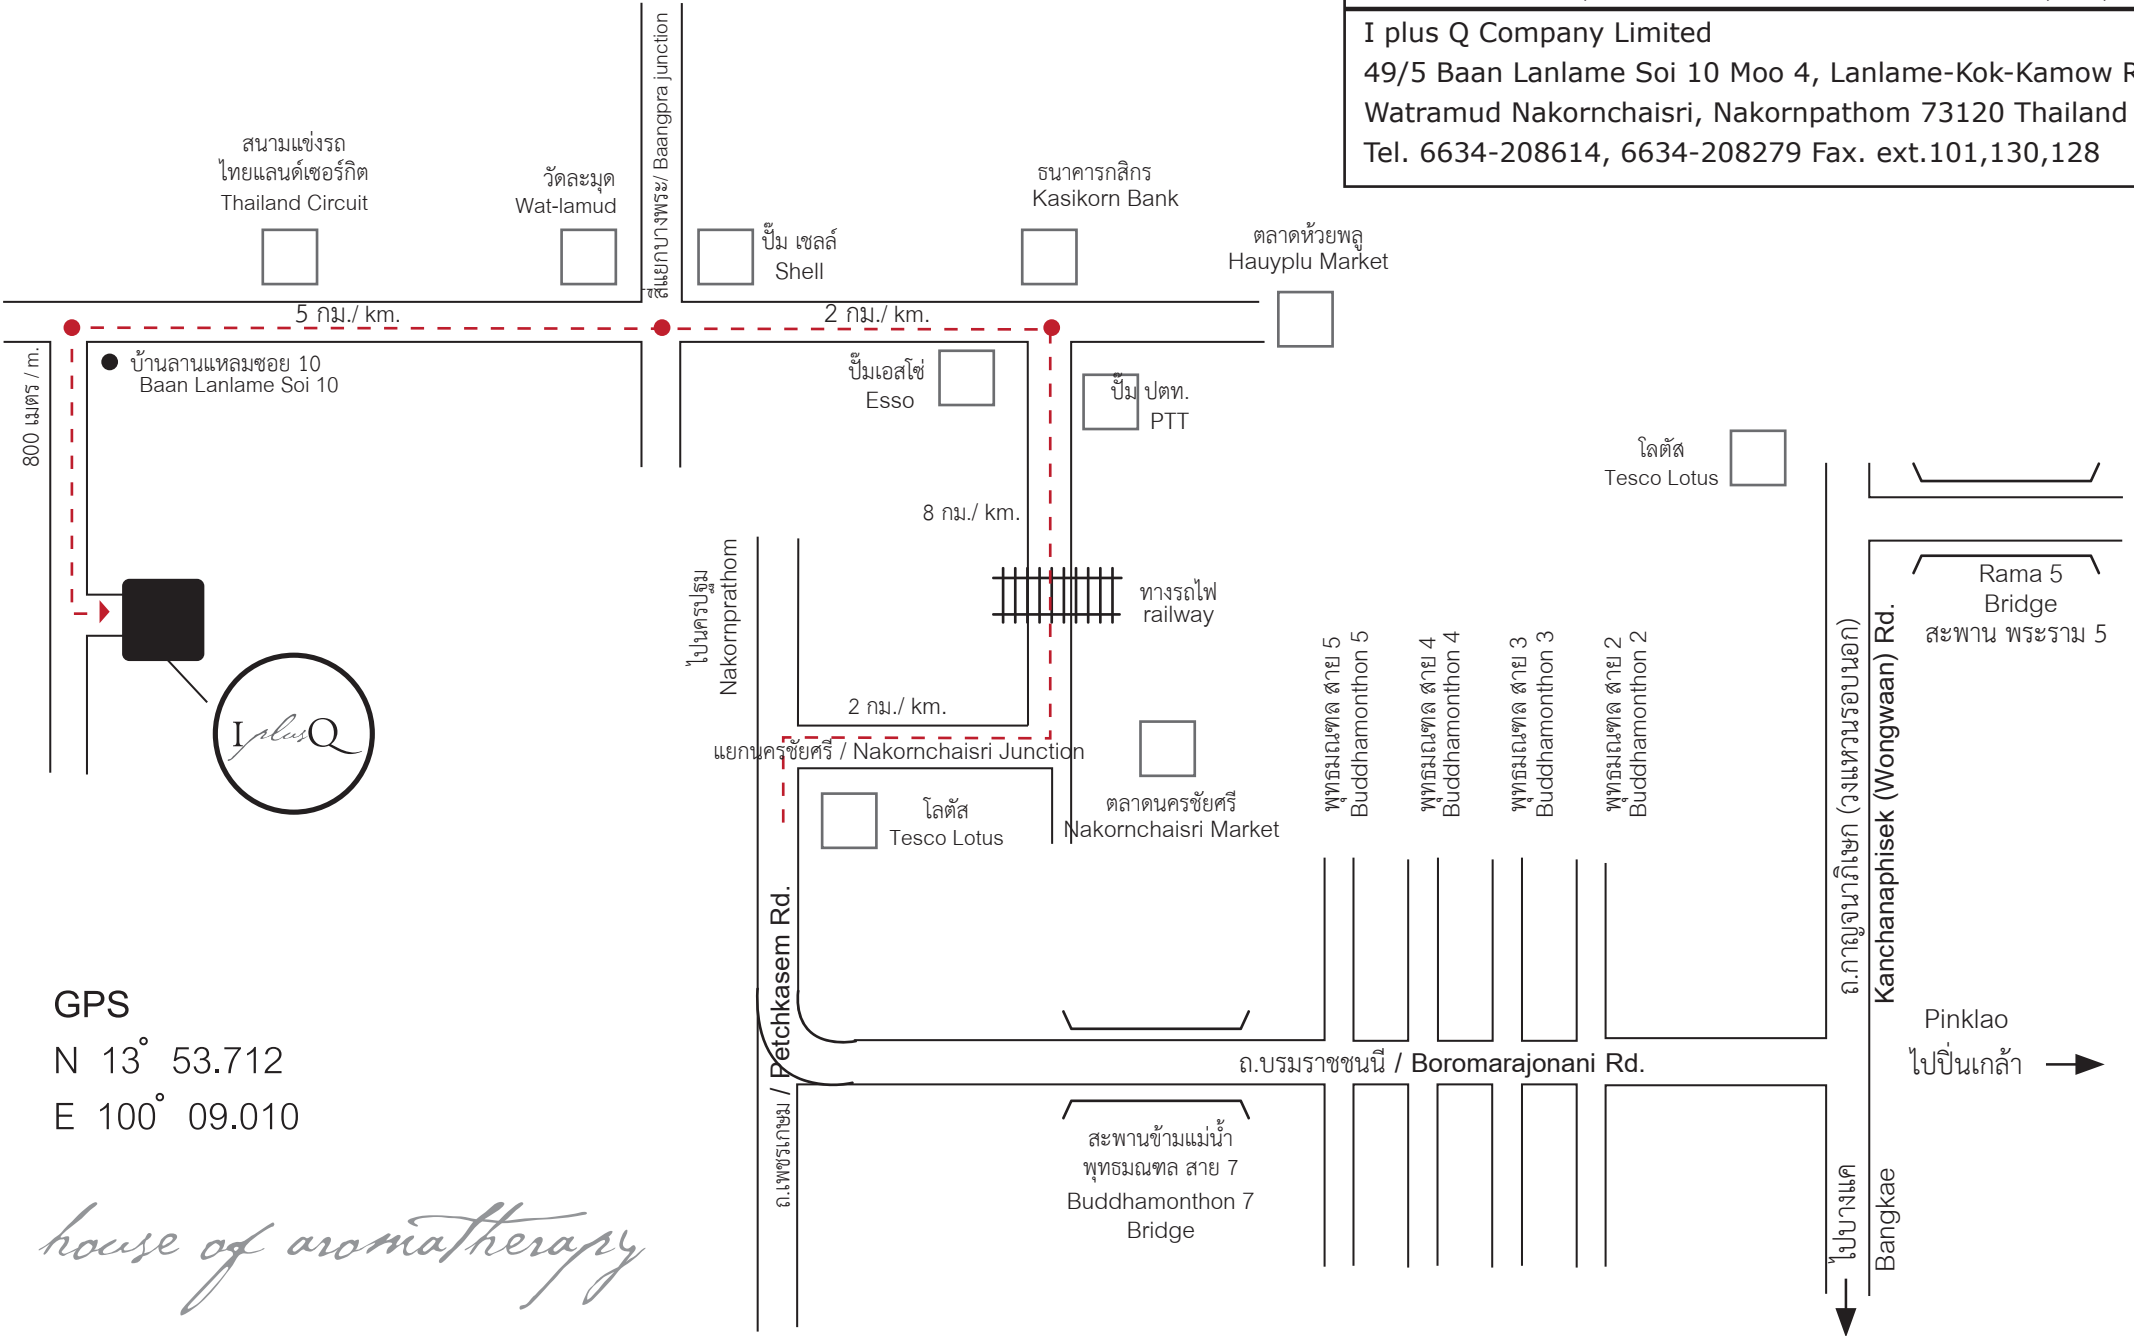 I plus Q Company Limited
49/5 Baan Lanlame Soi 10 Moo 4, Lanlame-Kok-Kamow R
Watramud Nakornchaisri, Nakornpathom 73120 Thailand
Tel. 6634-208614, 6634-208279 Fax. ext.101,130,128
สนามแข่งรถ
ไทยแลนด์เซอร์กิต
Thailand Circuit
วัดละมุด
Wat-lamud
สี่แยกบางพระ/ Baangpra junction
ปั๊ม เชลล์
Shell
ธนาคารกสิกร
Kasikorn Bank
ตลาดห้วยพลู
Hauyplu Market
5 กม./ km.
2 กม./ km.
800 เมตร / m.
บ้านลานแหลมซอย 10
Baan Lanlame Soi 10
ปั๊มเอสโซ่
Esso
ปั๊ม ปตท.
PTT
8 กม./ km.
โลตัส
Tesco Lotus
ไปนครปฐม
Nakornprathom
ทางรถไฟ
railway
Rama 5
Bridge
สะพาน พระราม 5
I plus Q
2 กม./ km.
แยกนครชัยศรี / Nakornchaisri Junction
โลตัส
Tesco Lotus
ตลาดนครชัยศรี
Nakornchaisri Market
พุทธมณฑล สาย 5
Buddhamonthon 5
พุทธมณฑล สาย 4
Buddhamonthon 4
พุทธมณฑล สาย 3
Buddhamonthon 3
พุทธมณฑล สาย 2
Buddhamonthon 2
ถ.กาญจนาภิเษก (วงแหวนรอบนอก)
Kanchanaphisek (Wongwaan) Rd.
GPS
N 13° 53.712
E 100° 09.010
ถ.เพชรเกษม / Petchkasem Rd.
ถ.บรมราชชนนี / Boromarajonani Rd.
Pinklao
ไปปิ่นเกล้า
สะพานข้ามแม่น้ำ
พุทธมณฑล สาย 7
Buddhamonthon 7
Bridge
ไปบางแค
Bangkae
house of aromatherapy